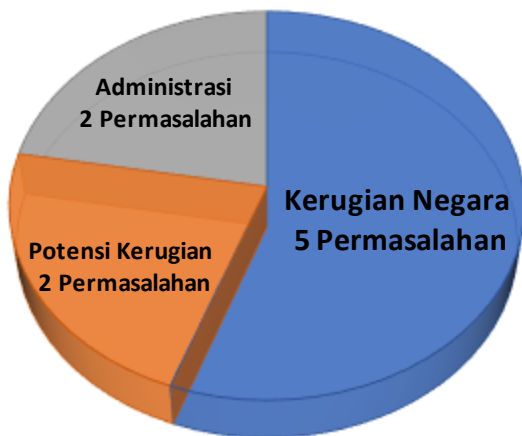 Administrasi
2 Permasalahan
Kerugian Negara
5 Permasalahan
Potensi Kerugian
2 Permasalahan